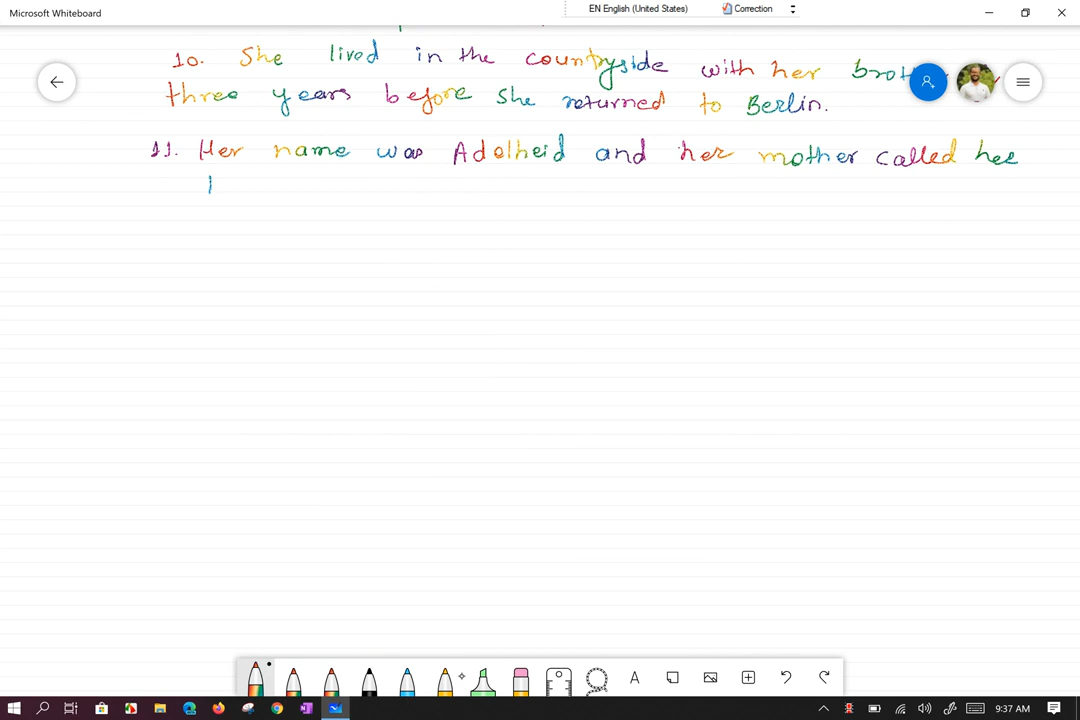 Microsoft Whiteboard
EN English (United States) Correction
10. She lived in the countryside with her
three years before she returned to Berlin.
11. Her name was Adelheid and her mother called her
A
9:37 AM